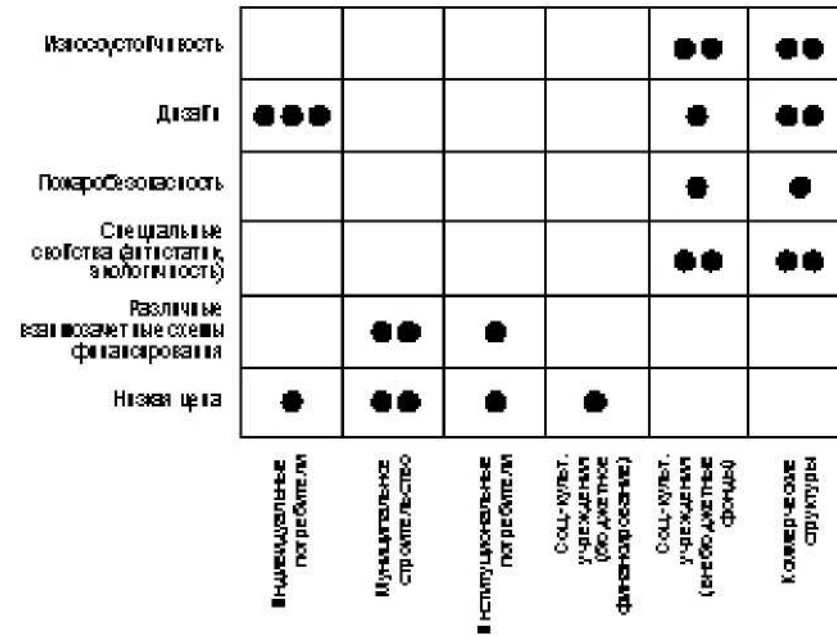 Износоустойчивость
Дизайн
Пожаробезопасность
Специальные
свойства (антистатик,
экологичность)
Различные
взаимозачетные схемы
финансирования
Низкая цена
Индивидуальные
потребители
Муниципальное
строительство
Институциональные
потребители
Соц.-культ.
учреждения
(бюджетное
финансирование)
Соц.-культ.
учреждения
(внебюджетные
фонды)
Коммерческие
структуры